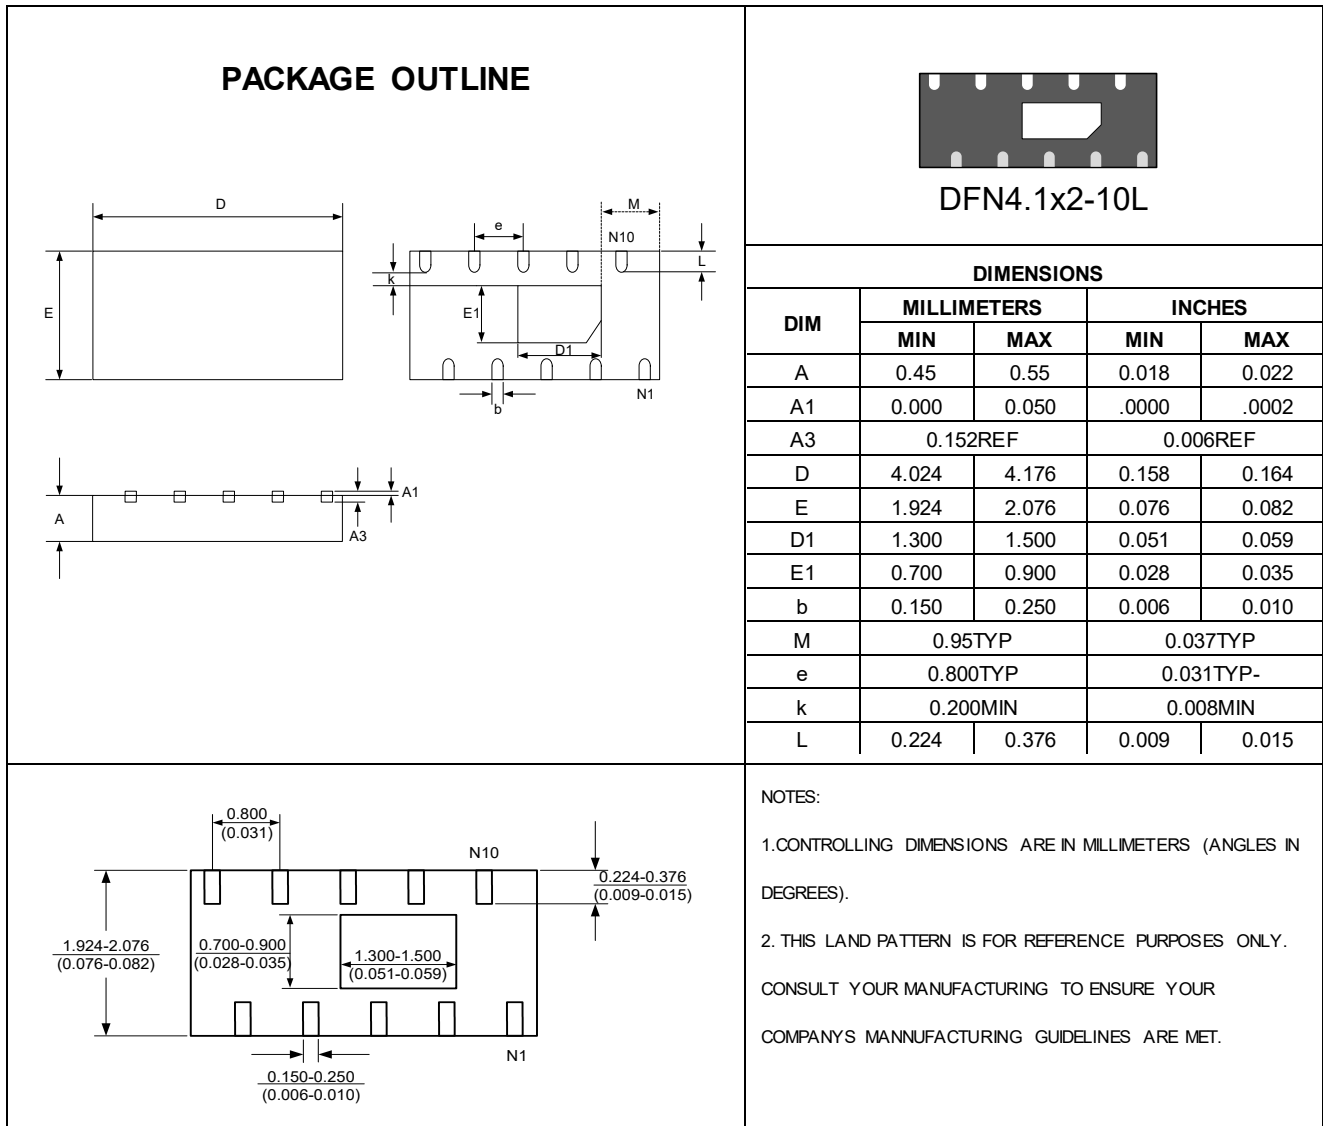 PACKAGE OUTLINE
D
E
M
e
N10
k
L
E1
D1
b
N1
A
A1
A3
DFN4.1x2-10L
DIMENSIONS
DIM MILLIMETERS INCHES
MIN MAX MIN MAX
A 0.45 0.55 0.018 0.022
A1 0.000 0.050 .0000 .0002
A3 0.152REF 0.006REF
D 4.024 4.176 0.158 0.164
E 1.924 2.076 0.076 0.082
D1 1.300 1.500 0.051 0.059
E1 0.700 0.900 0.028 0.035
b 0.150 0.250 0.006 0.010
M 0.95TYP 0.037TYP
e 0.800TYP 0.031TYP-
k 0.200MIN 0.008MIN
L 0.224 0.376 0.009 0.015
0.800
(0.031)
N10
0.224-0.376
(0.009-0.015)
1.924-2.076
(0.076-0.082)
0.700-0.900
(0.028-0.035)
1.300-1.500
(0.051-0.059)
N1
0.150-0.250
(0.006-0.010)
NOTES:
1.CONTROLLING DIMENSIONS ARE IN MILLIMETERS (ANGLES IN
DEGREES).
2. THIS LAND PATTERN IS FOR REFERENCE PURPOSES ONLY.
CONSULT YOUR MANUFACTURING TO ENSURE YOUR
COMPANYS MANNUFACTURING GUIDELINES ARE MET.